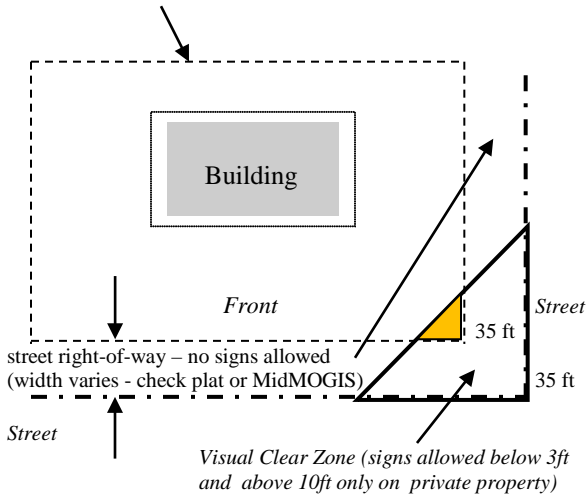 Building
Front
Street
35 ft
street right-of-way – no signs allowed
(width varies - check plat or MidMOGIS)
35 ft
Street
Visual Clear Zone (signs allowed below 3ft
and above 10ft only on private property)